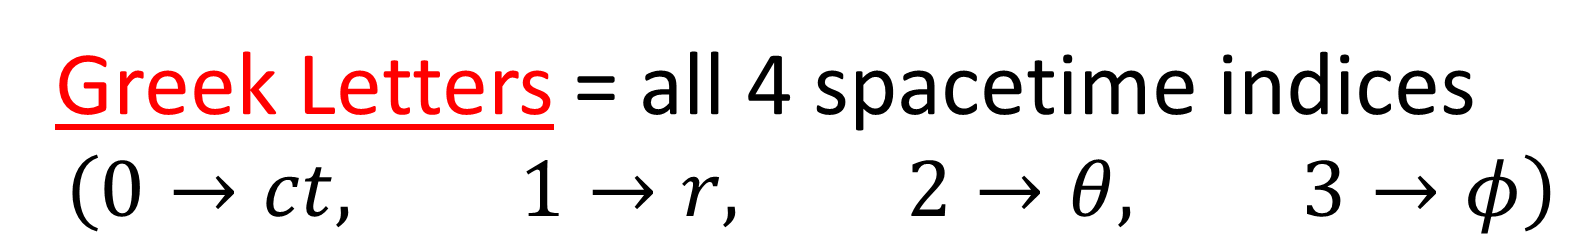 Greek Letters = all 4 spacetime indices
(0 → ct, 1 → r, 2 → θ, 3 → ϕ)